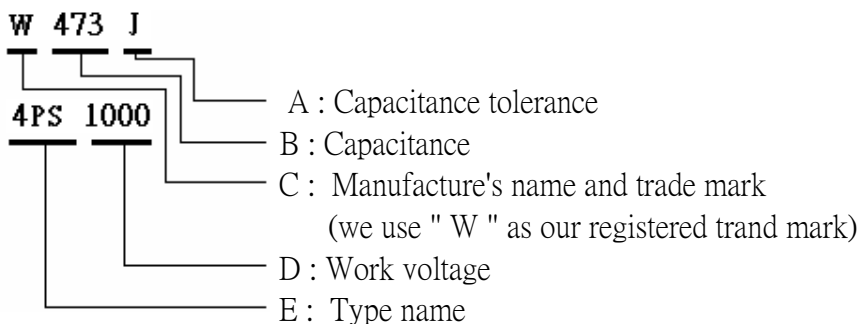 W 473 J
A : Capacitance tolerance
4PS 1000
B : Capacitance
C : Manufacture's name and trade mark
(we use " W " as our registered trand mark)
D : Work voltage
E : Type name